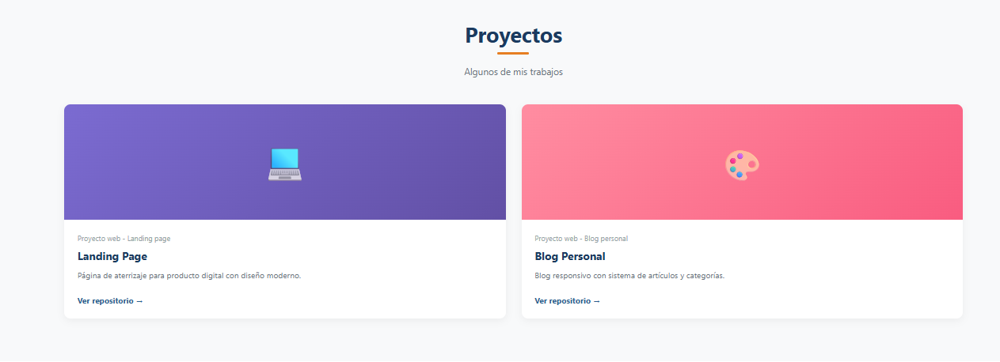 Proyectos
Algunos de mis trabajos
Proyecto web - Landing page
Landing Page
Página de aterrizaje para producto digital con diseño moderno.
Ver repositorio →
Proyecto web - Blog personal
Blog Personal
Blog responsivo con sistema de artículos y categorías.
Ver repositorio →